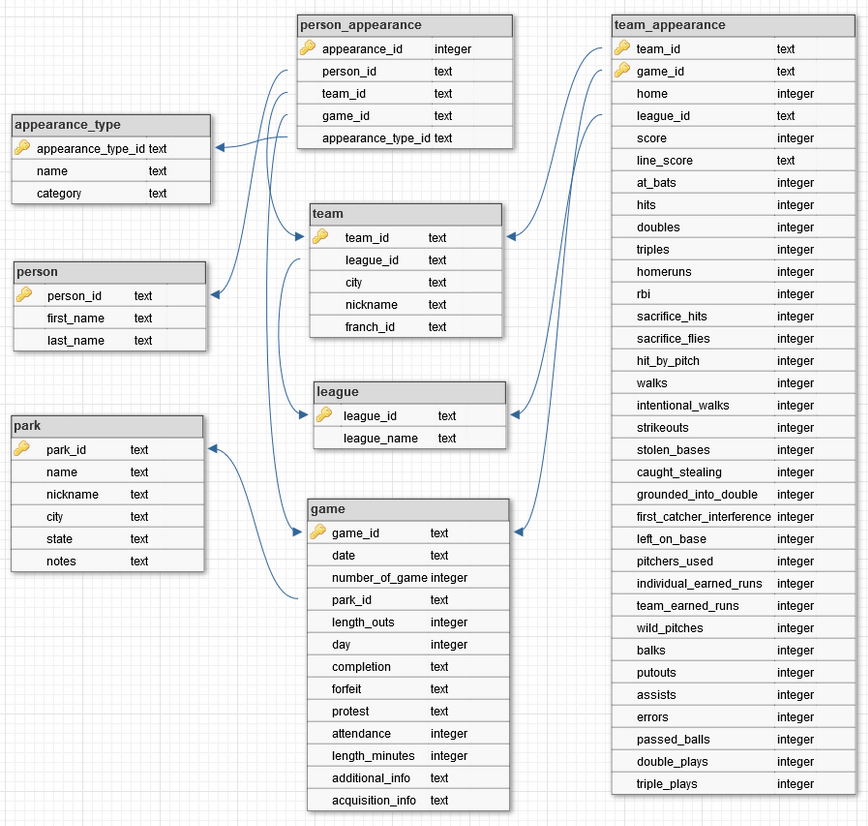 person_appearance
appearance_id integer
person_id text
team_id text
game_id text
appearance_type_id text
appearance_type
appearance_type_id text
name text
category text
person
person_id text
first_name text
last_name text
park
park_id text
name text
nickname text
city text
state text
notes text
team
team_id text
league_id text
city text
nickname text
franch_id text
league
league_id text
league_name text
game
game_id text
date text
number_of_game integer
park_id text
length_outs integer
day integer
completion text
forfeit text
protest text
attendance integer
length_minutes integer
additional_info text
acquisition_info text
team_appearance
team_id text
game_id text
home integer
league_id text
score integer
line_score text
at_bats integer
hits integer
doubles integer
triples integer
homeruns integer
rbi integer
sacrifice_hits integer
sacrifice_flies integer
hit_by_pitch integer
walks integer
intentional_walks integer
strikeouts integer
stolen_bases integer
caught_stealing integer
grounded_into_double integer
first_catcher_interference integer
left_on_base integer
pitchers_used integer
individual_earned_runs integer
team_earned_runs integer
wild_pitches integer
balks integer
putouts integer
assists integer
errors integer
passed_balls integer
double_plays integer
triple_plays integer